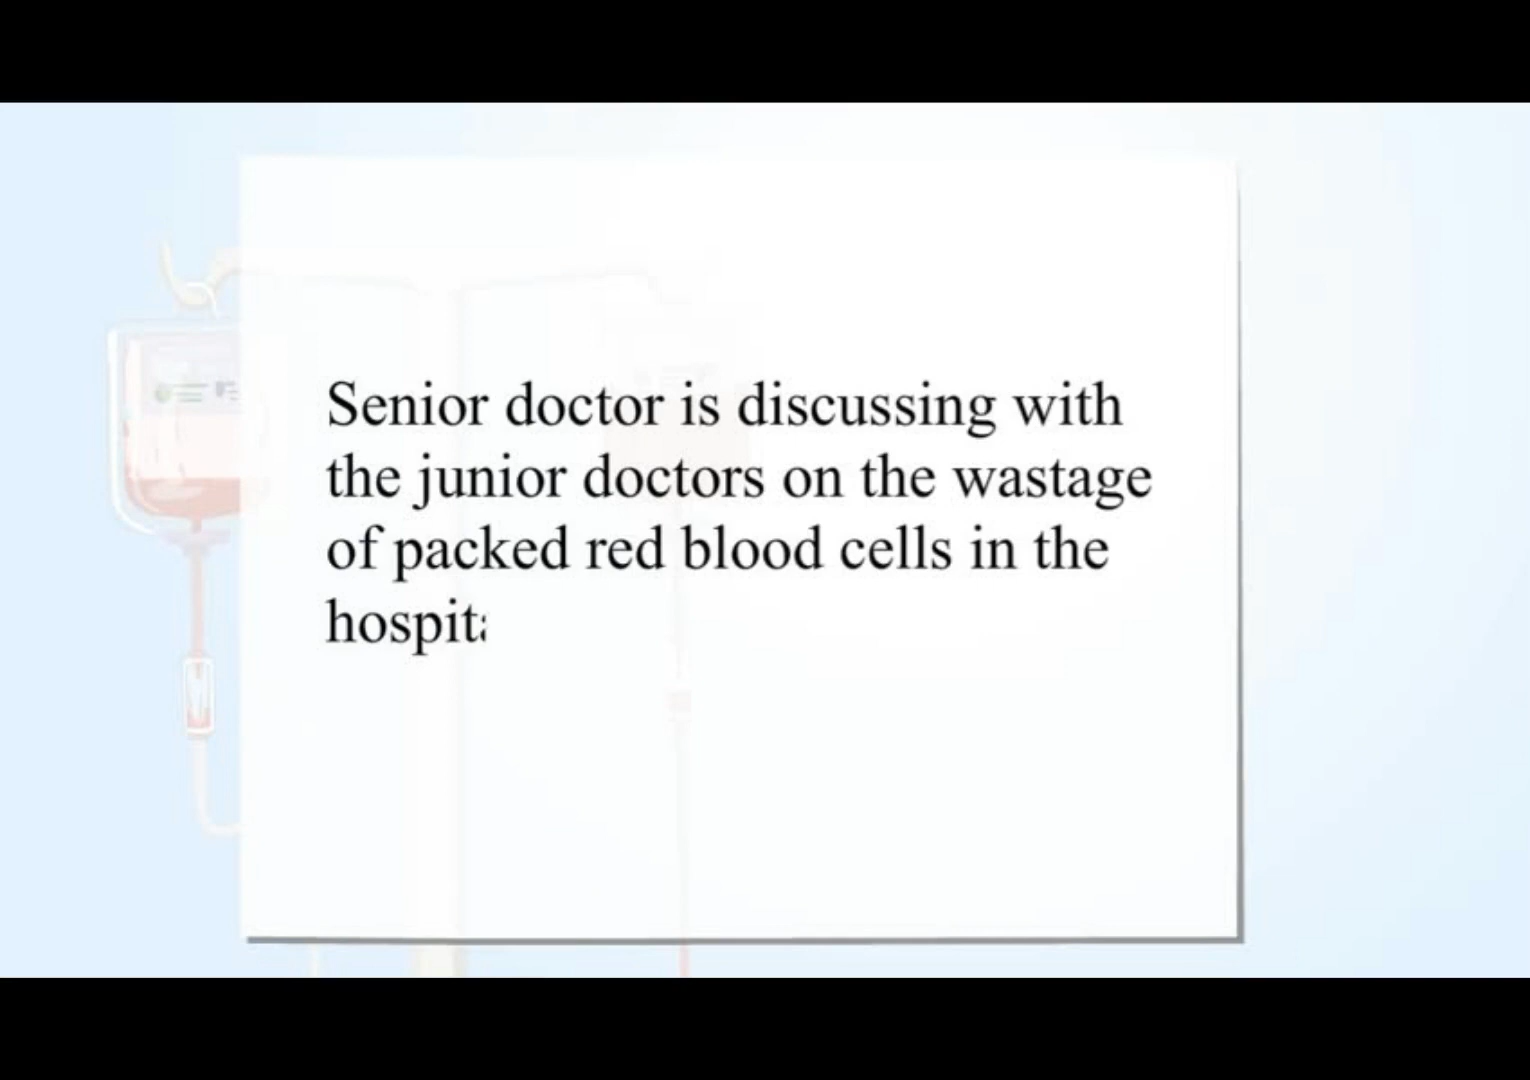 Senior doctor is discussing with
the junior doctors on the wastage
of packed red blood cells in the
hospit